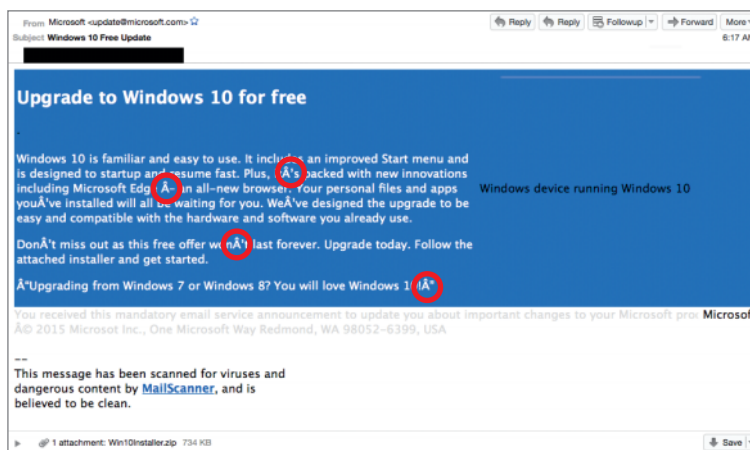 From Microsoft <update@microsoft.com>
Reply Reply Followup Forward More
Subject Windows 10 Free Update
6:17 AM
Upgrade to Windows 10 for free
.
Windows 10 is familiar and easy to use. It includes an improved Start menu and
is designed to startup and resume fast. Plus, itÂ's packed with new innovations
including Microsoft Edge Â- an all-new browser. Your personal files and apps
youÂ've installed will all be waiting for you. WeÂ've designed the upgrade to be
easy and compatible with the hardware and software you already use.
Windows device running Windows 10
DonÂ't miss out as this free offer wonÂ't last forever. Upgrade today. Follow the
attached installer and get started.
Â"Upgrading from Windows 7 or Windows 8? You will love Windows 10!Â"
You received this mandatory email service announcement to update you about important changes to your Microsoft proc Microsoft
Â© 2015 Microsot Inc., One Microsoft Way Redmond, WA 98052-6399, USA
--
This message has been scanned for viruses and
dangerous content by MailScanner, and is
believed to be clean.
1 attachment: Win10Installer.zip 734 KB
Save